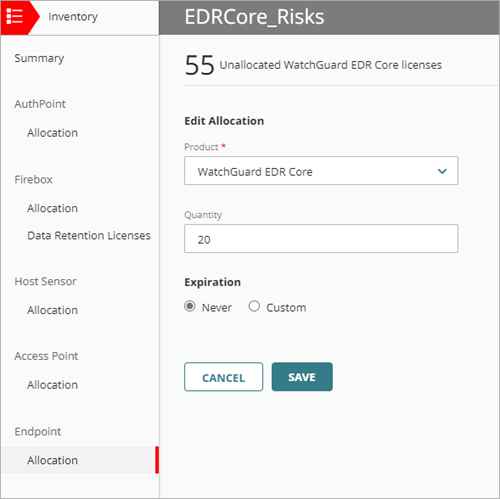 Inventory
Summary
AuthPoint
Allocation
Firebox
Allocation
Data Retention Licenses
Host Sensor
Allocation
Access Point
Allocation
Endpoint
Allocation
EDRCore_Risks
55 Unallocated WatchGuard EDR Core licenses
Edit Allocation
Product *
WatchGuard EDR Core
Quantity
20
Expiration
Never Custom
CANCEL SAVE